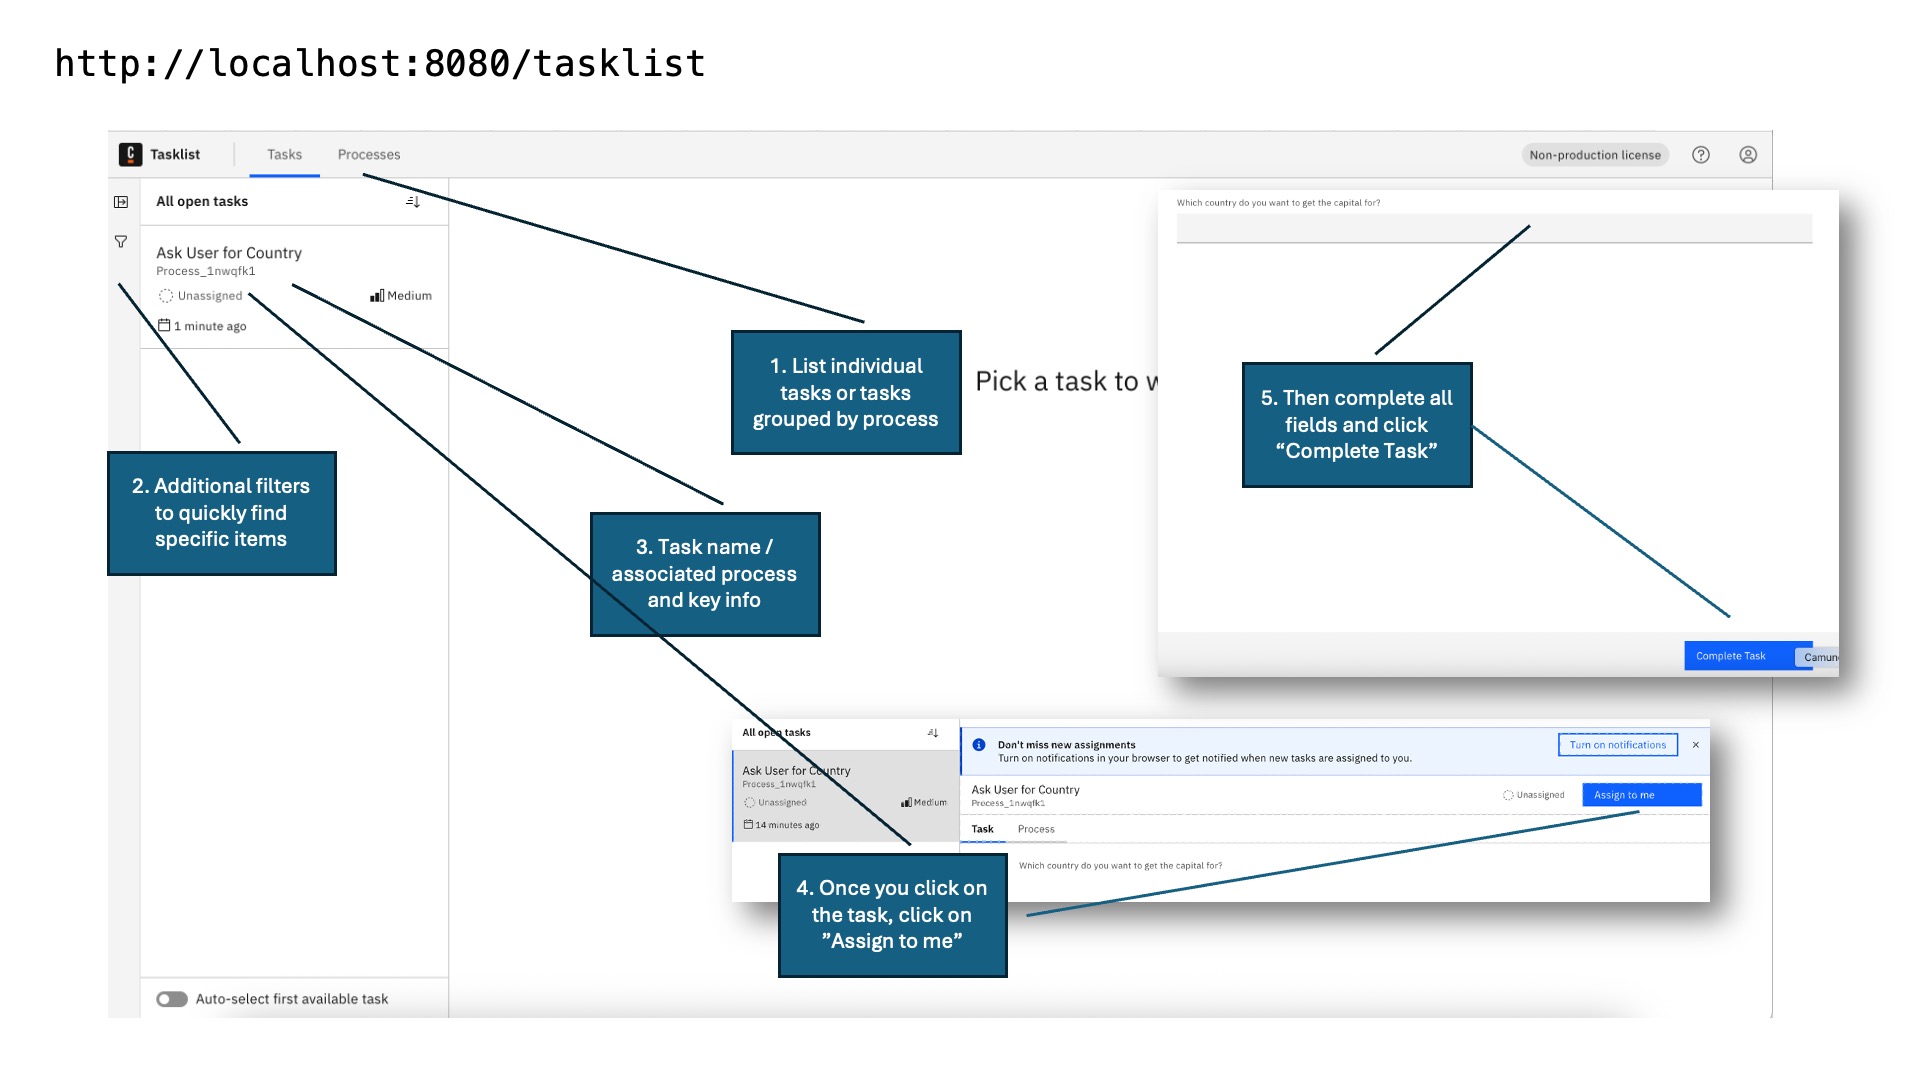 http://localhost:8080/tasklist
Tasklist
Tasks
Processes
Non-production license
All open tasks
Ask User for Country
Process_1nwqfk1
Unassigned
Medium
1 minute ago
Pick a task to
Which country do you want to get the capital for?
1. List individual
tasks or tasks
grouped by process
2. Additional filters
to quickly find
specific items
3. Task name /
associated process
and key info
5. Then complete all
fields and click
“Complete Task”
Complete Task
All open tasks
Ask User for Country
Process_1nwqfk1
Unassigned
Medium
14 minutes ago
Don't miss new assignments
Turn on notifications in your browser to get notified when new tasks are assigned to you.
Turn on notifications
Ask User for Country
Process_1nwqfk1
Unassigned
Assign to me
Task
Process
Which country do you want to get the capital for?
4. Once you click on
the task, click on
”Assign to me”
Auto-select first available task